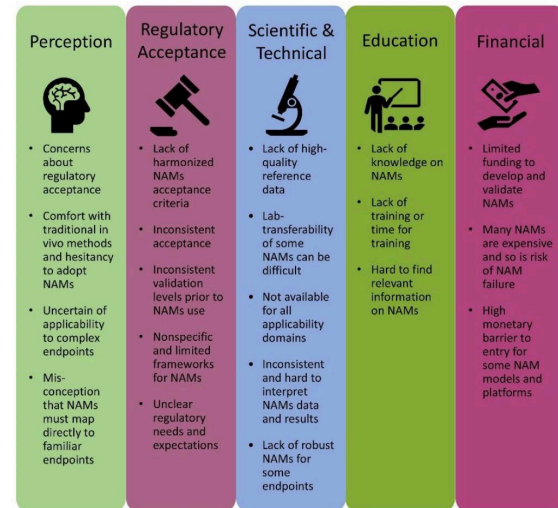 Perception
Concerns
about
regulatory
acceptance
Comfort with
traditional in
vivo methods
and hesitancy
to adopt
NAMs
Uncertain of
applicability
to complex
endpoints
Mis-
conception
that NAMs
must map
directly to
familiar
endpoints
Regulatory
Acceptance
Lack of
harmonized
NAMs
acceptance
criteria
Inconsistent
acceptance
Inconsistent
validation
levels prior to
NAMs use
Nonspecific
and limited
frameworks
for NAMs
Unclear
regulatory
needs and
expectations
Scientific &
Technical
Lack of high-
quality
reference
data
Lab-
transferability
of some
NAMs can be
difficult
Not available
for all
applicability
domains
Inconsistent
and hard to
interpret
NAMs data
and results
Lack of robust
NAMs for
some
endpoints
Education
Lack of
knowledge on
NAMs
Lack of
training or
time for
training
Hard to find
relevant
information
on NAMs
Financial
Limited
funding to
develop and
validate
NAMs
Many NAMs
are expensive
and so is risk
of NAM
failure
High
monetary
barrier to
entry for
some NAM
models and
platforms